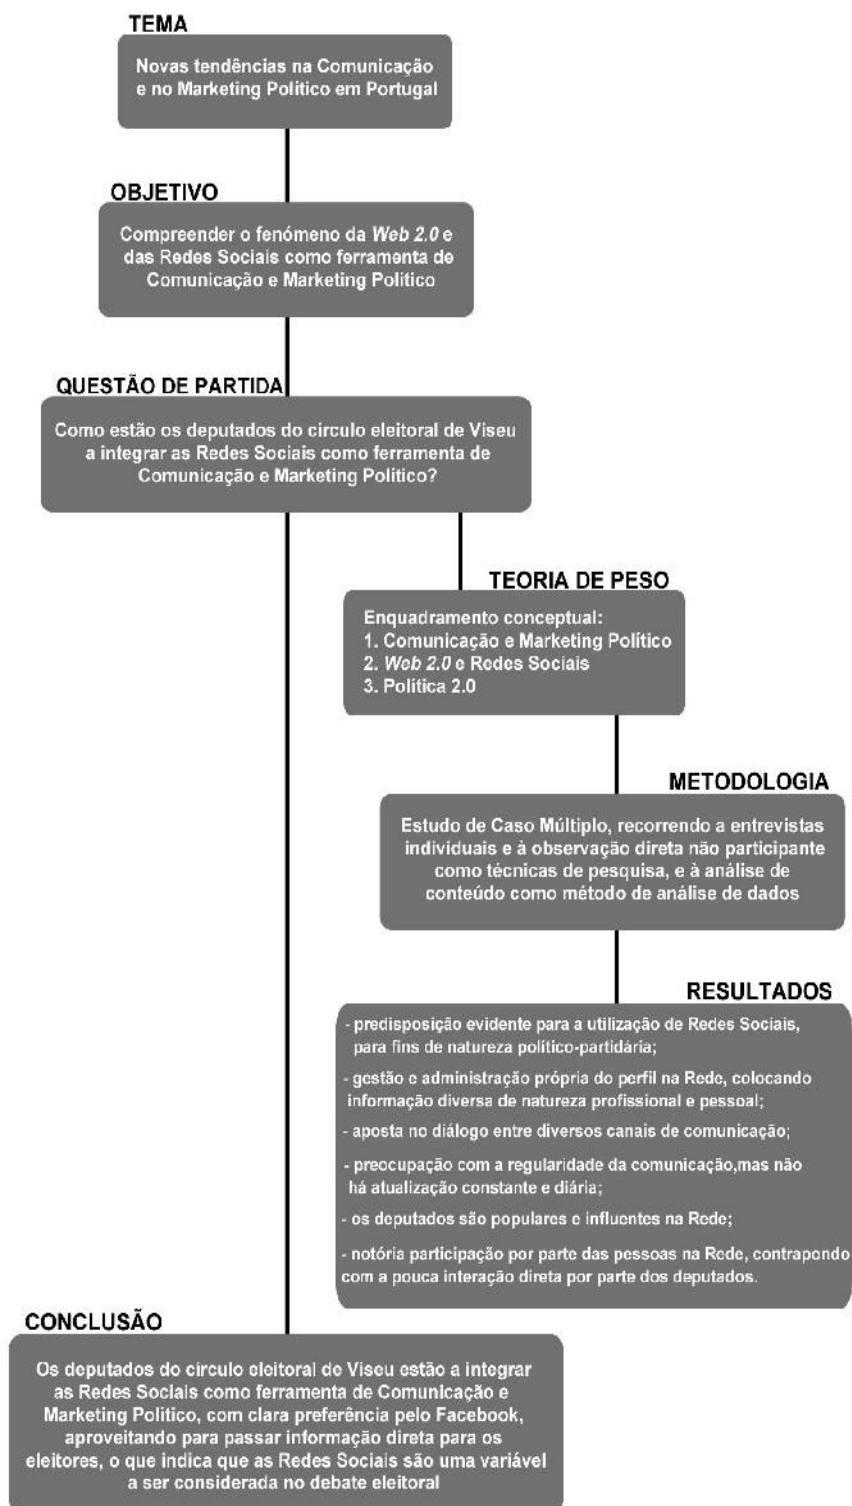 TEMA
Novas tendências na Comunicação
e no Marketing Politico em Portugal
OBJETIVO
Compreender o fenómeno da Web 2.0 e
das Redes Sociais como ferramenta de
Comunicação e Marketing Politico
QUESTÃO DE PARTIDA
Como estão os deputados do circulo eleitoral de Viseu
a integrar as Redes Sociais como ferramenta de
Comunicação e Marketing Politico?
TEORIA DE PESO
Enquadramento conceptual:
1. Comunicação e Marketing Político
2. Web 2.0 e Redes Sociais
3. Política 2.0
METODOLOGIA
Estudo de Caso Múltiplo, recorrendo a entrevistas
individuais e à observação direta não participante
como técnicas de pesquisa, e à análise de
conteúdo como método de análise de dados
RESULTADOS
- predisposição evidente para a utilização de Redes Sociais,
para fins de natureza político-partidária;
- gestão e administração própria do perfil na Rede, colocando
informação diversa de natureza profissional e pessoal;
- aposta no diálogo entre diversos canais de comunicação;
- preocupação com a regularidade da comunicação,mas não
há atualização constante e diária;
- os deputados são populares e influentes na Rede;
- notória participação por parte das pessoas na Rede, contrapondo
com a pouca interação direta por parte dos deputados.
CONCLUSÃO
Os deputados do círculo eleitoral de Viseu estão a integrar
as Redes Sociais como ferramenta de Comunicação e
Marketing Politico, com clara preferência pelo Facebook,
aproveitando para passar informação direta para os
eleitores, o que indica que as Redes Sociais são uma variável
a ser considerada no debate eleitoral